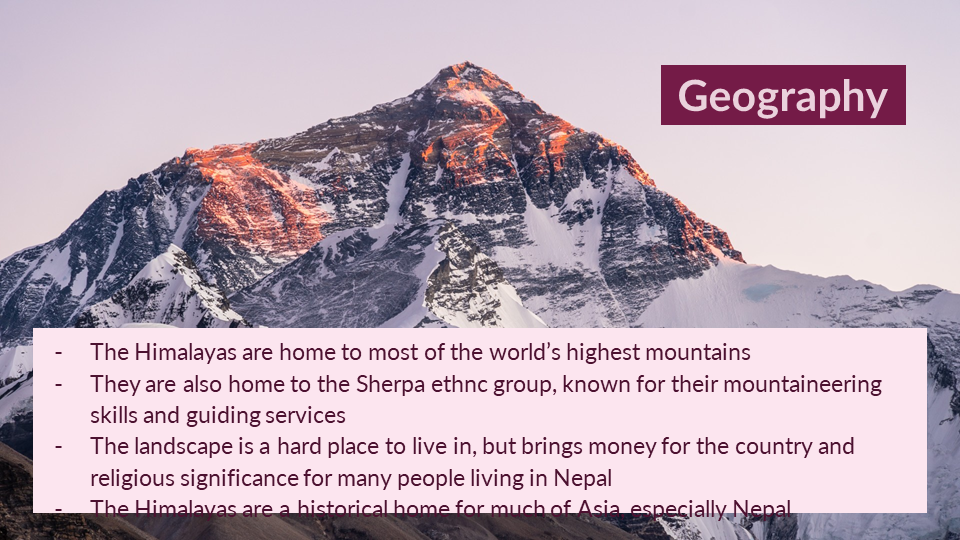 Geography
- The Himalayas are home to most of the world’s highest mountains
- They are also home to the Sherpa ethnc group, known for their mountaineering
skills and guiding services
- The landscape is a hard place to live in, but brings money for the country and
religious significance for many people living in Nepal
- The Himalayas are a historical home for much of Asia, especially Nepal